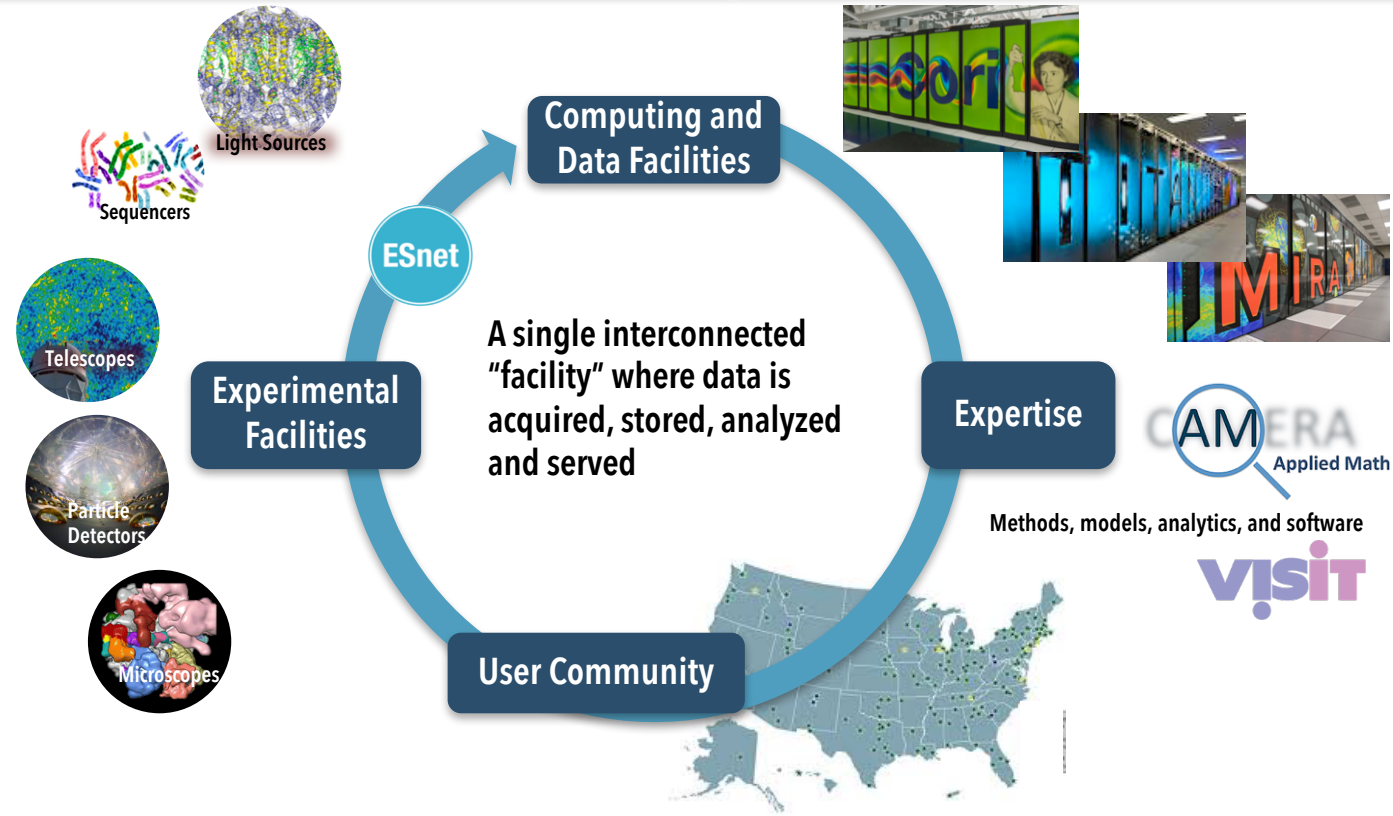 Light Sources
Sequencers
Telescopes
Particle
Detectors
Microscopes
ESnet
Computing and
Data Facilities
Experimental
Facilities
A single interconnected
“facility” where data is
acquired, stored, analyzed
and served
Expertise
User Community
cori
TITAN
MIRA
CAMERA
Applied Math
Methods, models, analytics, and software
VISIT